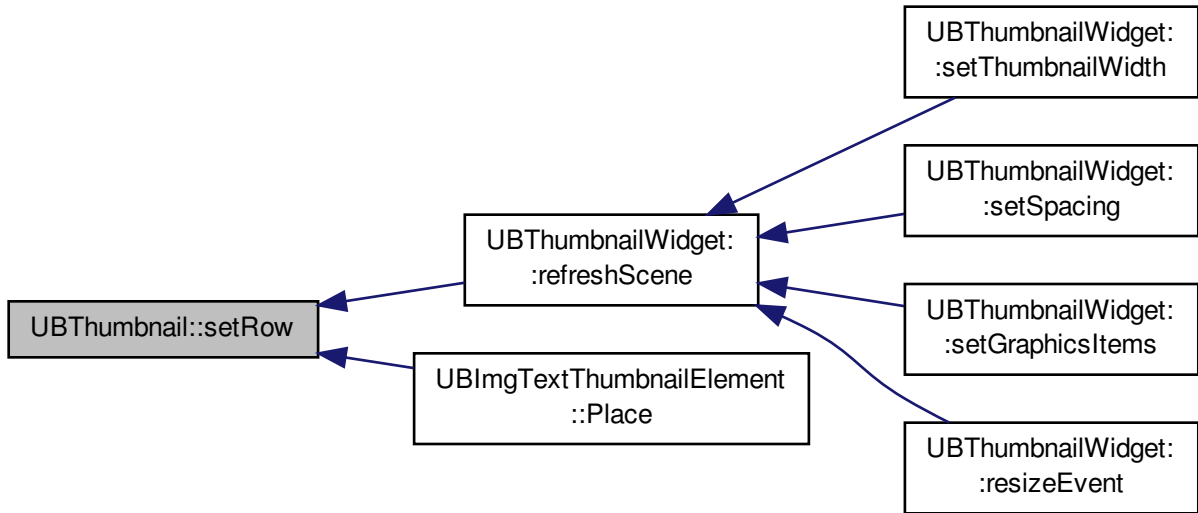 UBThumbnail::setRow
UBThumbnailWidget:
:refreshScene
UBImgTextThumbnailElement
::Place
UBThumbnailWidget:
:setThumbnailWidth
UBThumbnailWidget:
:setSpacing
UBThumbnailWidget:
:setGraphicsItems
UBThumbnailWidget:
:resizeEvent